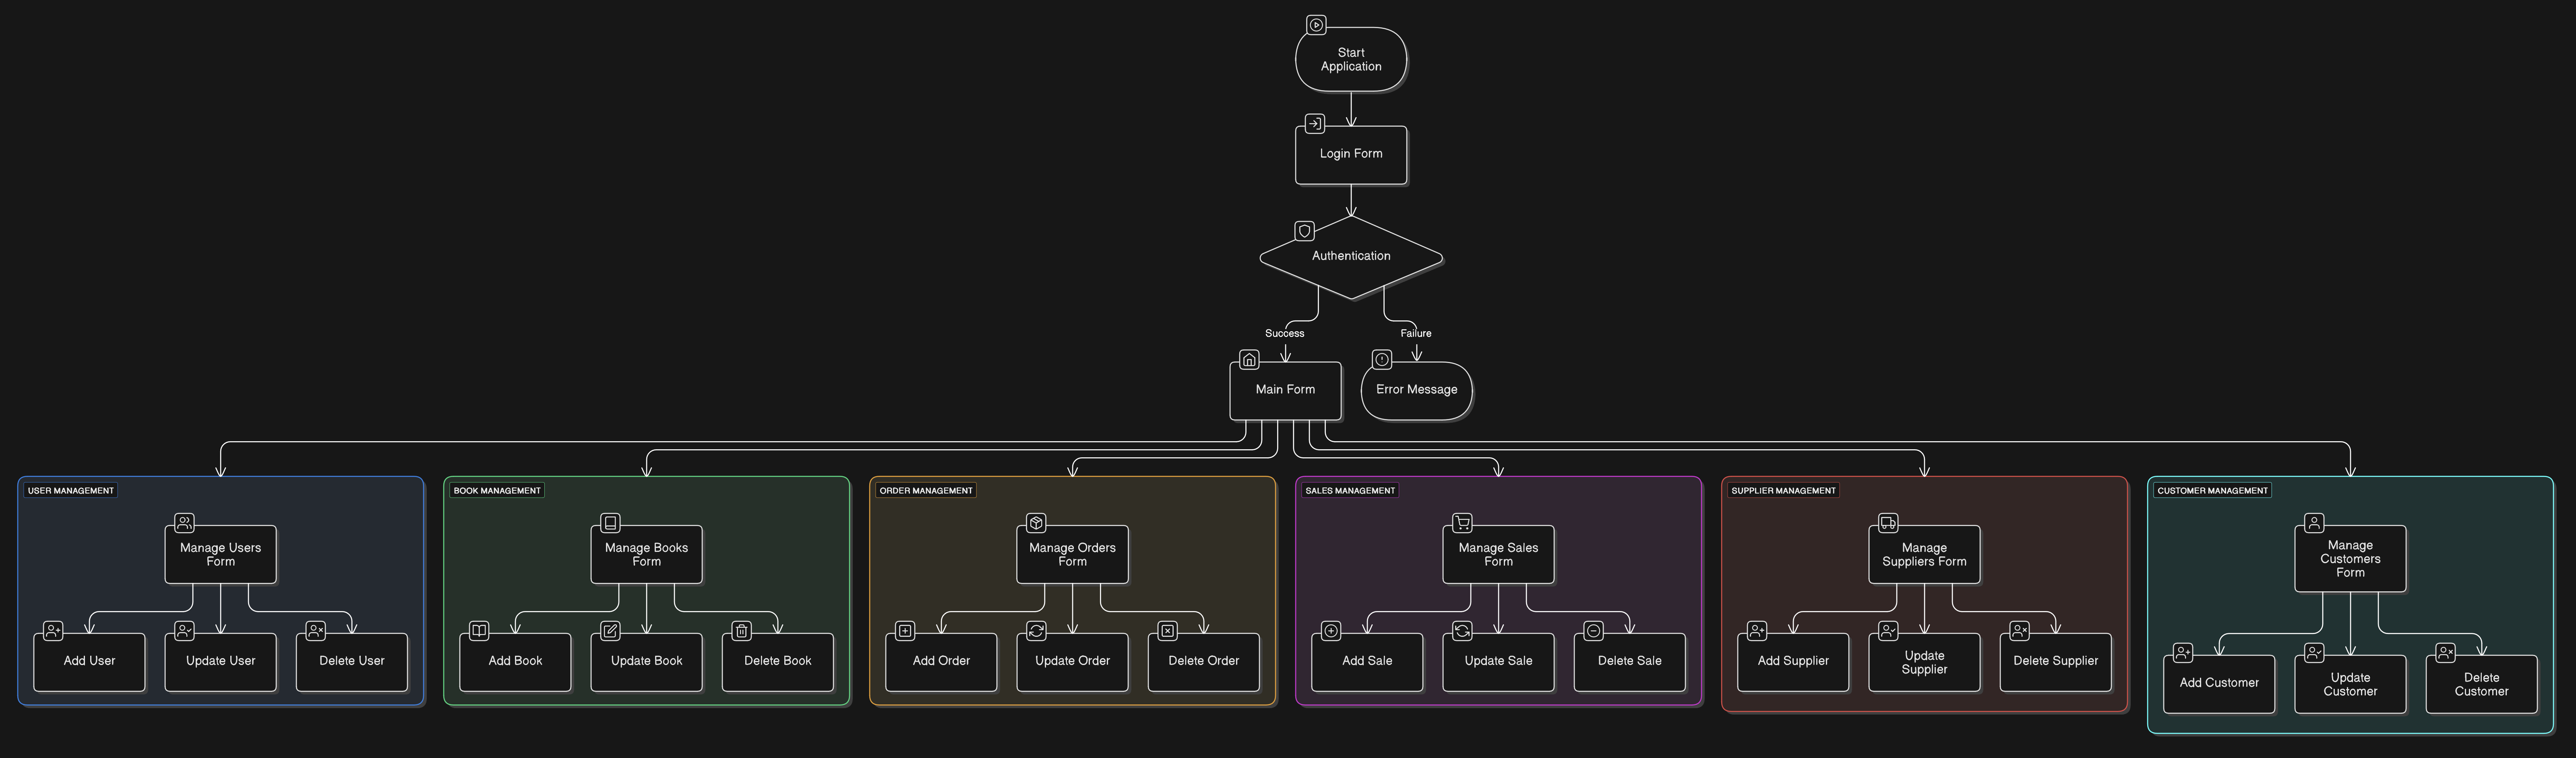 Start
Application
Login Form
Authentication
Success
Failure
Main Form
Error Message
USER MANAGEMENT
Manage Users
Form
Add User
Update User
Delete User
BOOK MANAGEMENT
Manage Books
Form
Add Book
Update Book
Delete Book
ORDER MANAGEMENT
Manage Orders
Form
Add Order
Update Order
Delete Order
SALES MANAGEMENT
Manage Sales
Form
Add Sale
Update Sale
Delete Sale
SUPPLIER MANAGEMENT
Manage
Suppliers Form
Add Supplier
Update
Supplier
Delete Supplier
CUSTOMER MANAGEMENT
Manage
Customers
Form
Add Customer
Update
Customer
Delete
Customer